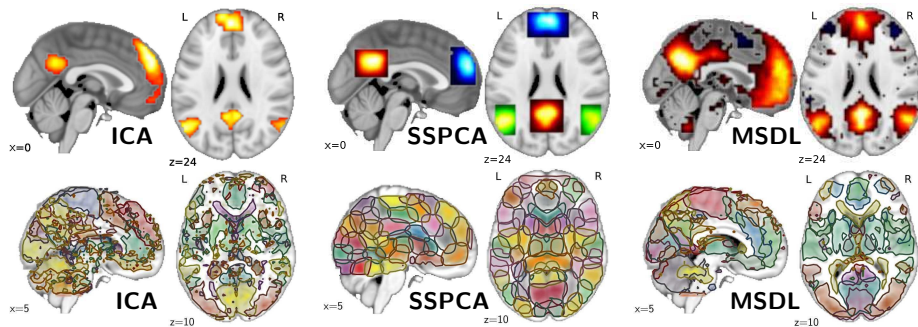 L R L R L R
ICA SSPCA MSDL
x=0 z=24 x=0 z=24 x=0 z=24
L R L R L R
ICA SSPCA MSDL
x=5 z=10 x=5 z=10 x=5 z=10